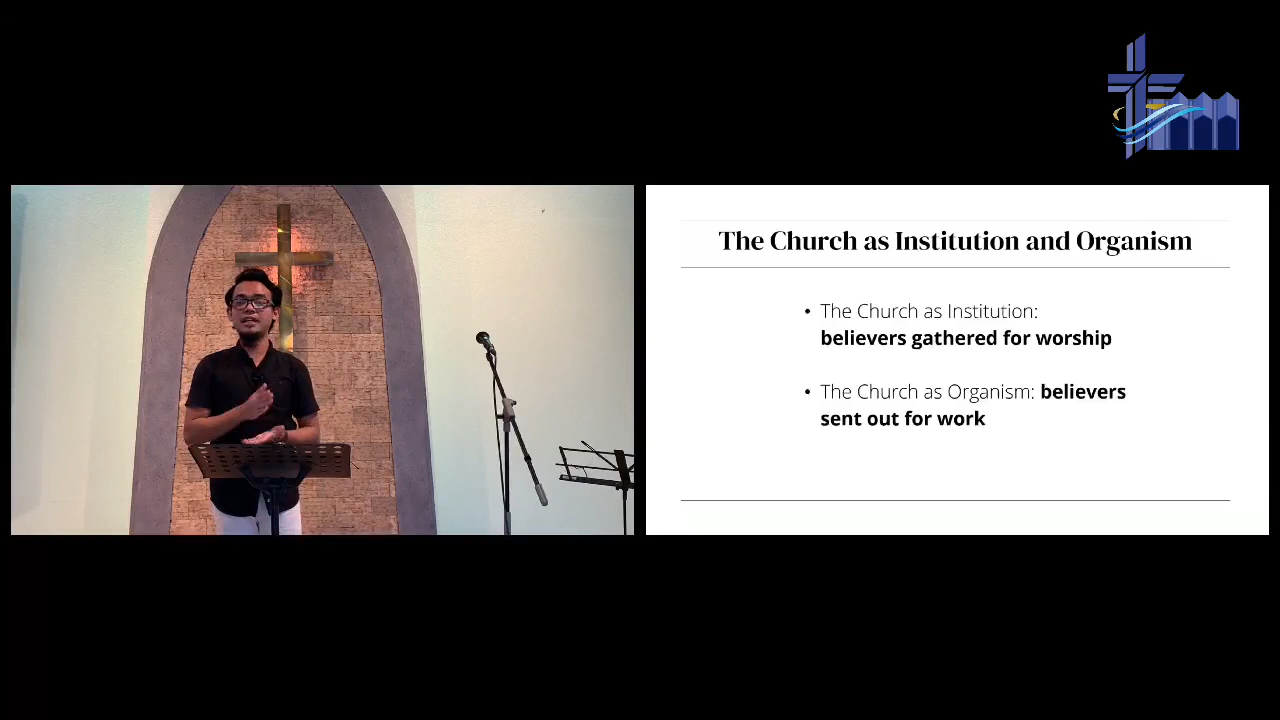 The Church as Institution and Organism
• The Church as Institution:
believers gathered for worship
• The Church as Organism: believers
sent out for work